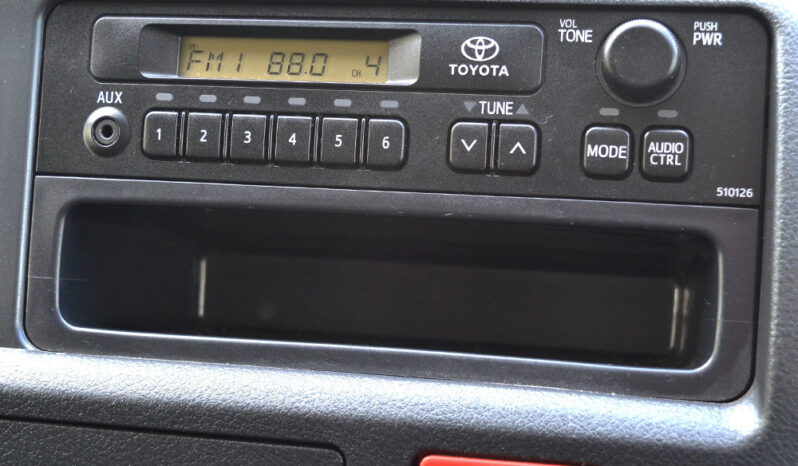 FM1 88.0 CH 4
TOYOTA
VOL
TONE
PUSH
PWR
AUX
TUNE
1 2 3 4 5 6
MODE
AUDIO
CTRL
510126